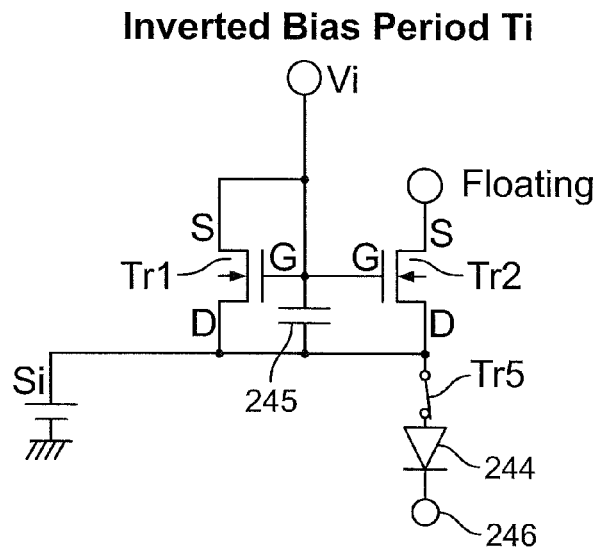 Inverted Bias Period Ti
Vi
Floating
S
S
Tr1
G
G
Tr2
D
D
Si
245
Tr5
244
246